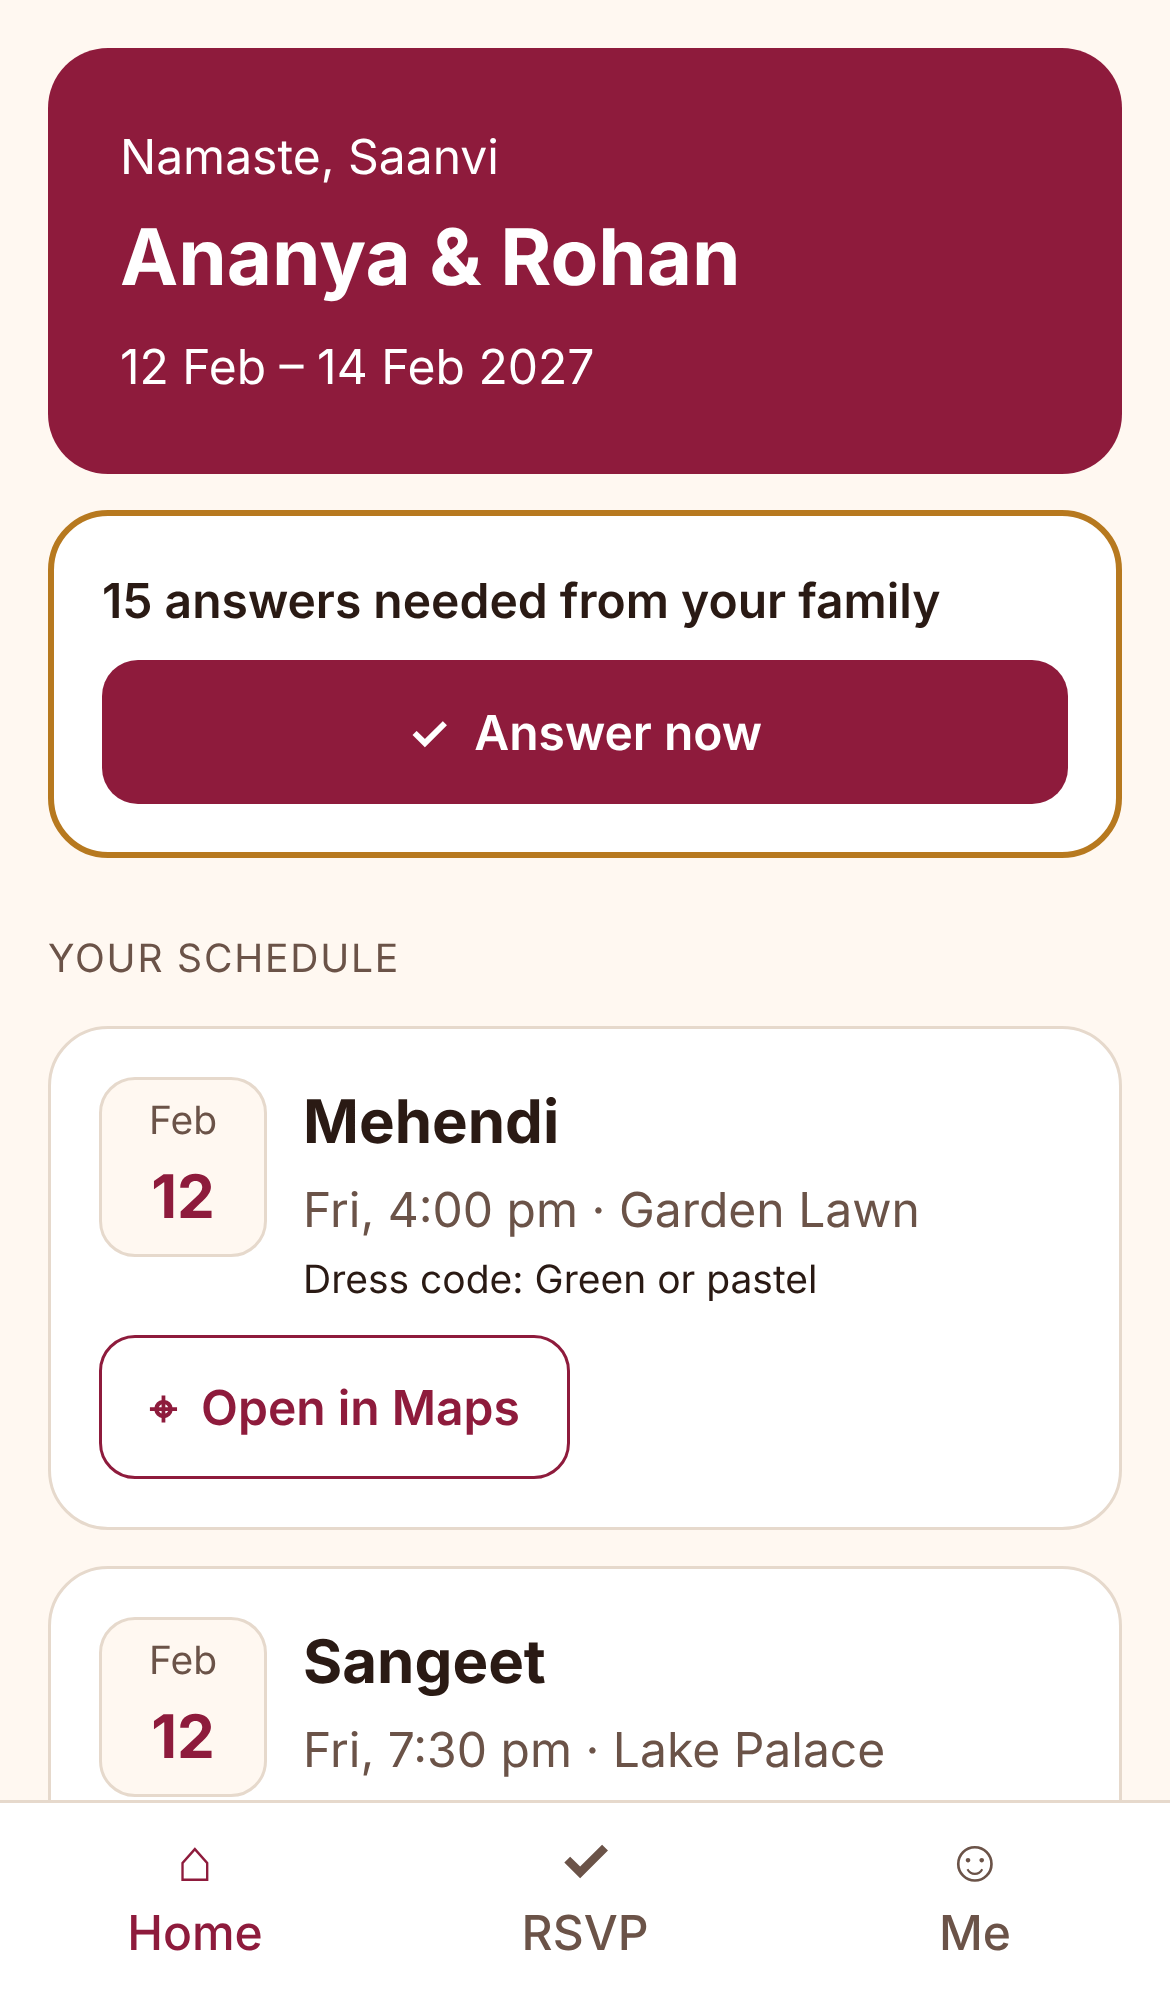 Namaste, Saanvi
Ananya & Rohan
12 Feb – 14 Feb 2027
15 answers needed from your family
✓ Answer now
YOUR SCHEDULE
Feb
12
Mehendi
Fri, 4:00 pm · Garden Lawn
Dress code: Green or pastel
⌖ Open in Maps
Feb
12
Sangeet
Fri, 7:30 pm · Lake Palace
Home
RSVP
Me